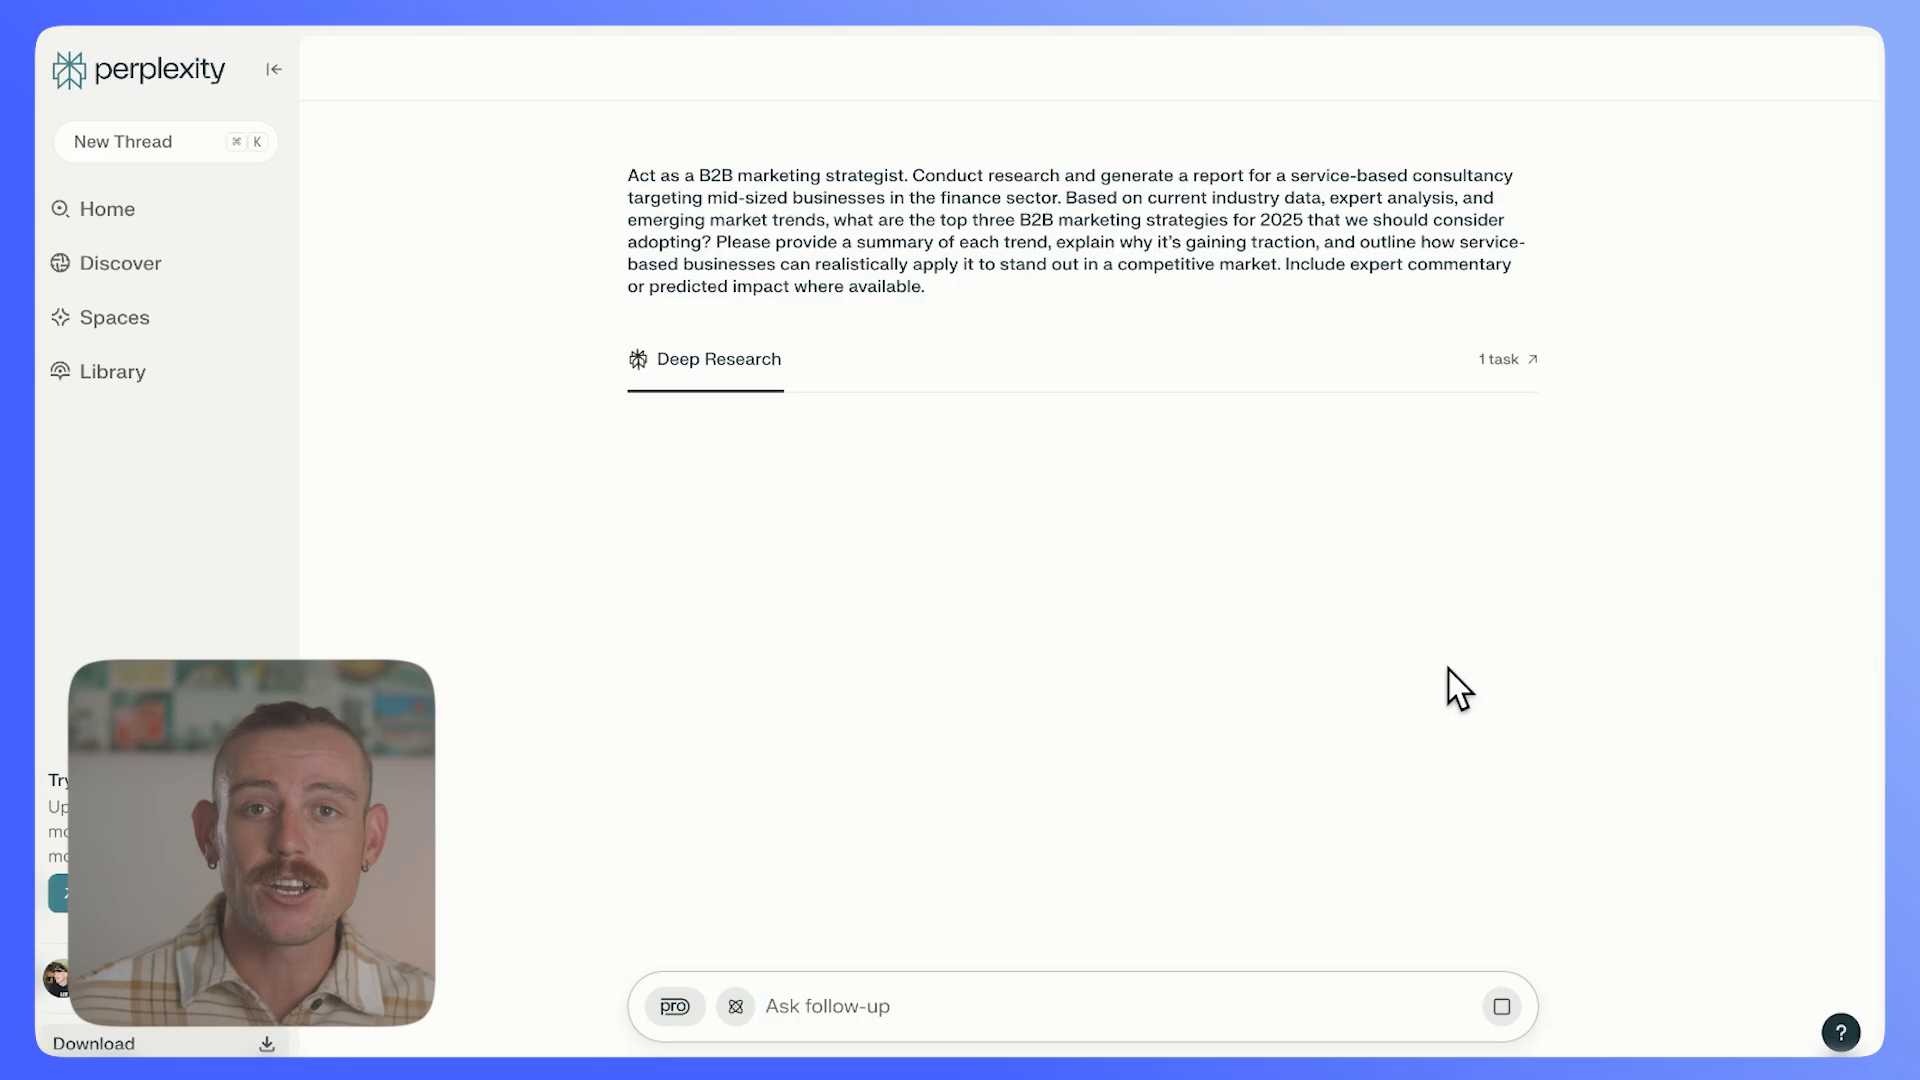 perplexity
New Thread
⌘ K
Home
Discover
Spaces
Library
Act as a B2B marketing strategist. Conduct research and generate a report for a service-based consultancy
targeting mid-sized businesses in the finance sector. Based on current industry data, expert analysis, and
emerging market trends, what are the top three B2B marketing strategies for 2025 that we should consider
adopting? Please provide a summary of each trend, explain why it's gaining traction, and outline how service-
based businesses can realistically apply it to stand out in a competitive market. Include expert commentary
or predicted impact where available.
Deep Research
1 task
Try
Download
pro
Ask follow-up
?